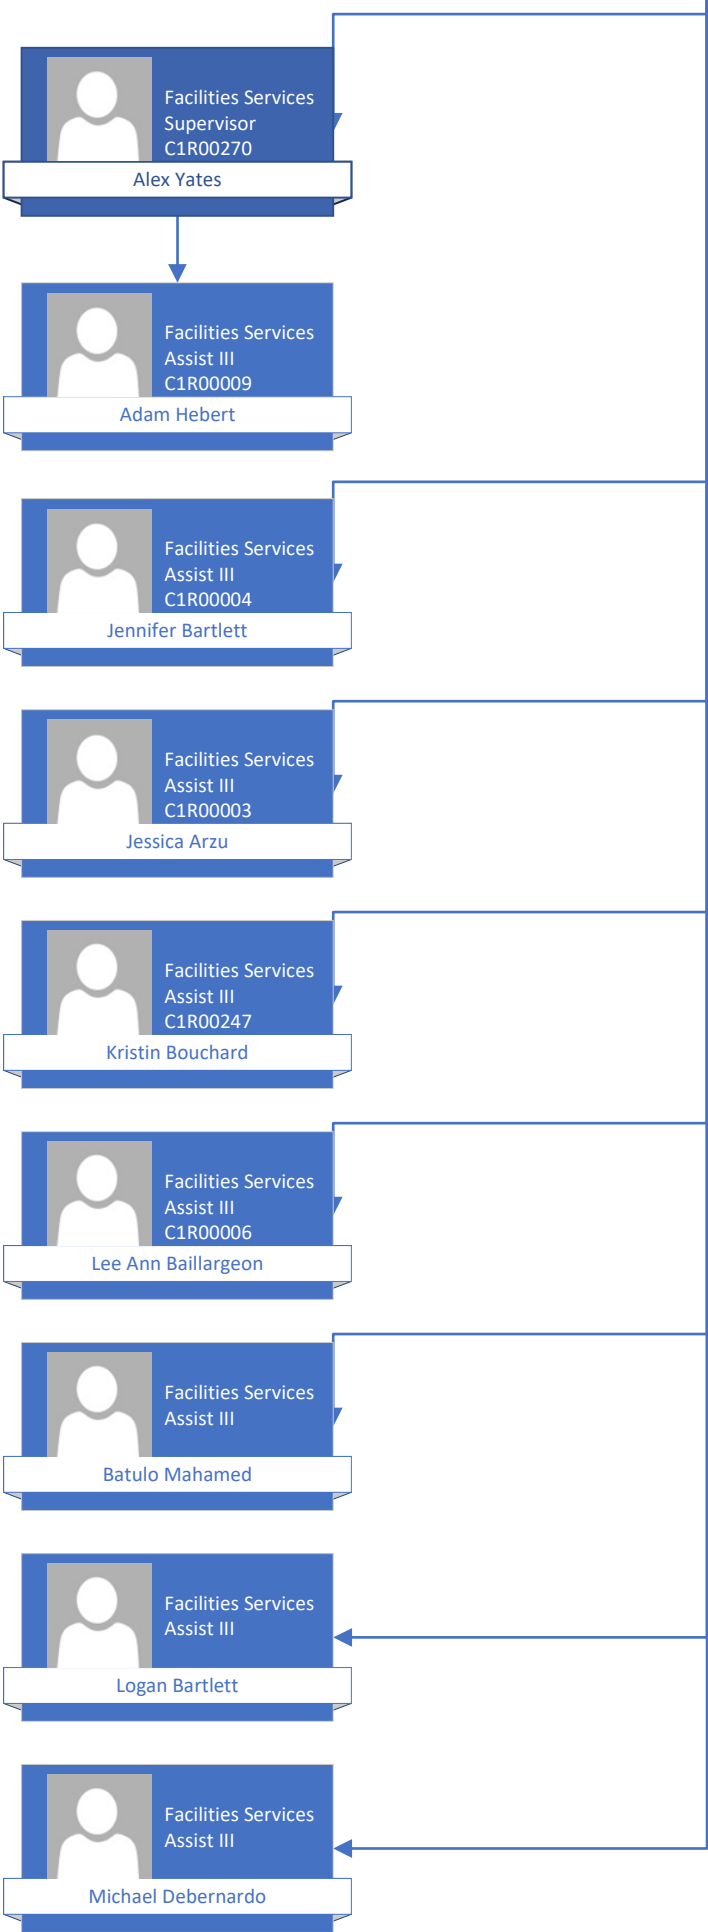 Facilities Services
Supervisor
C1R00270
Alex Yates
Facilities Services
Assist III
C1R00009
Adam Hebert
Facilities Services
Assist III
C1R00004
Jennifer Bartlett
Facilities Services
Assist III
C1R00003
Jessica Arzu
Facilities Services
Assist III
C1R00247
Kristin Bouchard
Facilities Services
Assist III
C1R00006
Lee Ann Baillargeon
Facilities Services
Assist III
Batulo Mahamed
Facilities Services
Assist III
Logan Bartlett
Facilities Services
Assist III
Michael Debernardo